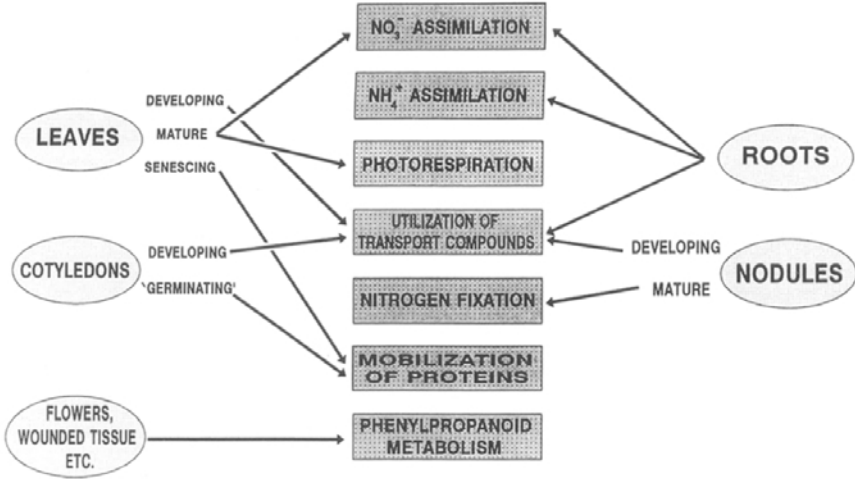 LEAVES
DEVELOPING
MATURE
SENESCING
COTYLEDONS
DEVELOPING
'GERMINATING'
FLOWERS,
WOUNDED TISSUE
ETC.
NO₃⁻ ASSIMILATION
NH₄⁺ ASSIMILATION
PHOTORESPIRATION
UTILIZATION OF
TRANSPORT COMPOUNDS
NITROGEN FIXATION
MOBILIZATION
OF PROTEINS
PHENYLPROPANOID
METABOLISM
ROOTS
DEVELOPING
MATURE
NODULES